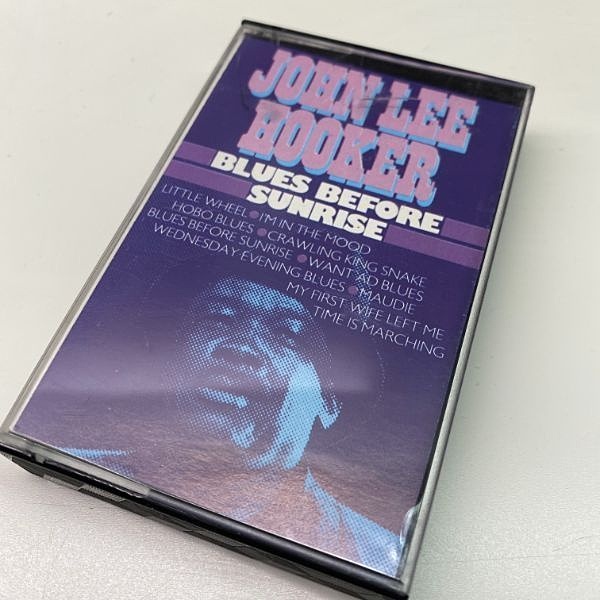 JOHN LEE
HOOKER
BLUES BEFORE
SUNRISE
LITTLE WHEEL • I'M IN THE MOOD
HOBO BLUES • CRAWLING KING SNAKE
BLUES BEFORE SUNRISE • WANT AD BLUES
WEDNESDAY EVENING BLUES • MAUDIE
MY FIRST WIFE LEFT ME
TIME IS MARCHING